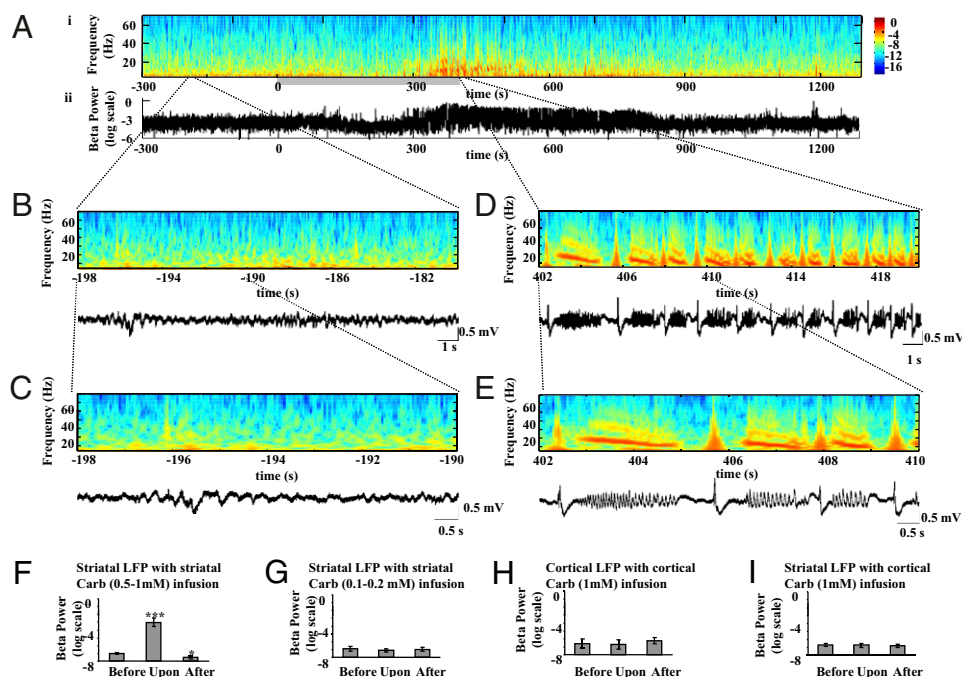 A
i
Frequency (Hz)
60
40
20
-300
0
300
600
900
1200
time (s)
0
-4
-8
-12
-16
ii
Beta Power (log scale)
0
-3
-6
-300
0
300
600
900
1200
time (s)
B
Frequency (Hz)
60
40
20
-198
-194
-190
-186
-182
time (s)
0.5 mV
1 s
D
Frequency (Hz)
60
40
20
402
406
410
414
418
time (s)
0.5 mV
1 s
C
Frequency (Hz)
60
40
20
-198
-196
-194
-192
-190
time (s)
0.5 mV
0.5 s
E
Frequency (Hz)
60
40
20
402
404
406
408
410
time (s)
0.5 mV
0.5 s
F
Striatal LFP with striatal
Carb (0.5-1mM) infusion
Beta Power
(log scale)
0
-4
-8
***
*
Before Upon After
G
Striatal LFP with striatal
Carb (0.1-0.2 mM) infusion
Beta Power
(log scale)
0
-4
-8
Before Upon After
H
Cortical LFP with cortical
Carb (1mM) infusion
Beta Power
(log scale)
0
-4
-8
Before Upon After
I
Striatal LFP with cortical
Carb (1mM) infusion
Beta Power
(log scale)
0
-4
-8
Before Upon After